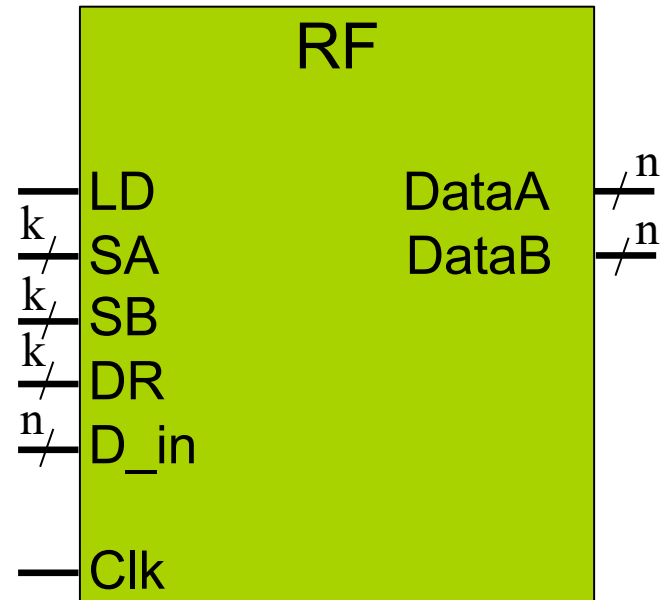 RF
LD DataA n
k SA DataB n
k SB
k DR
n D_in
Clk